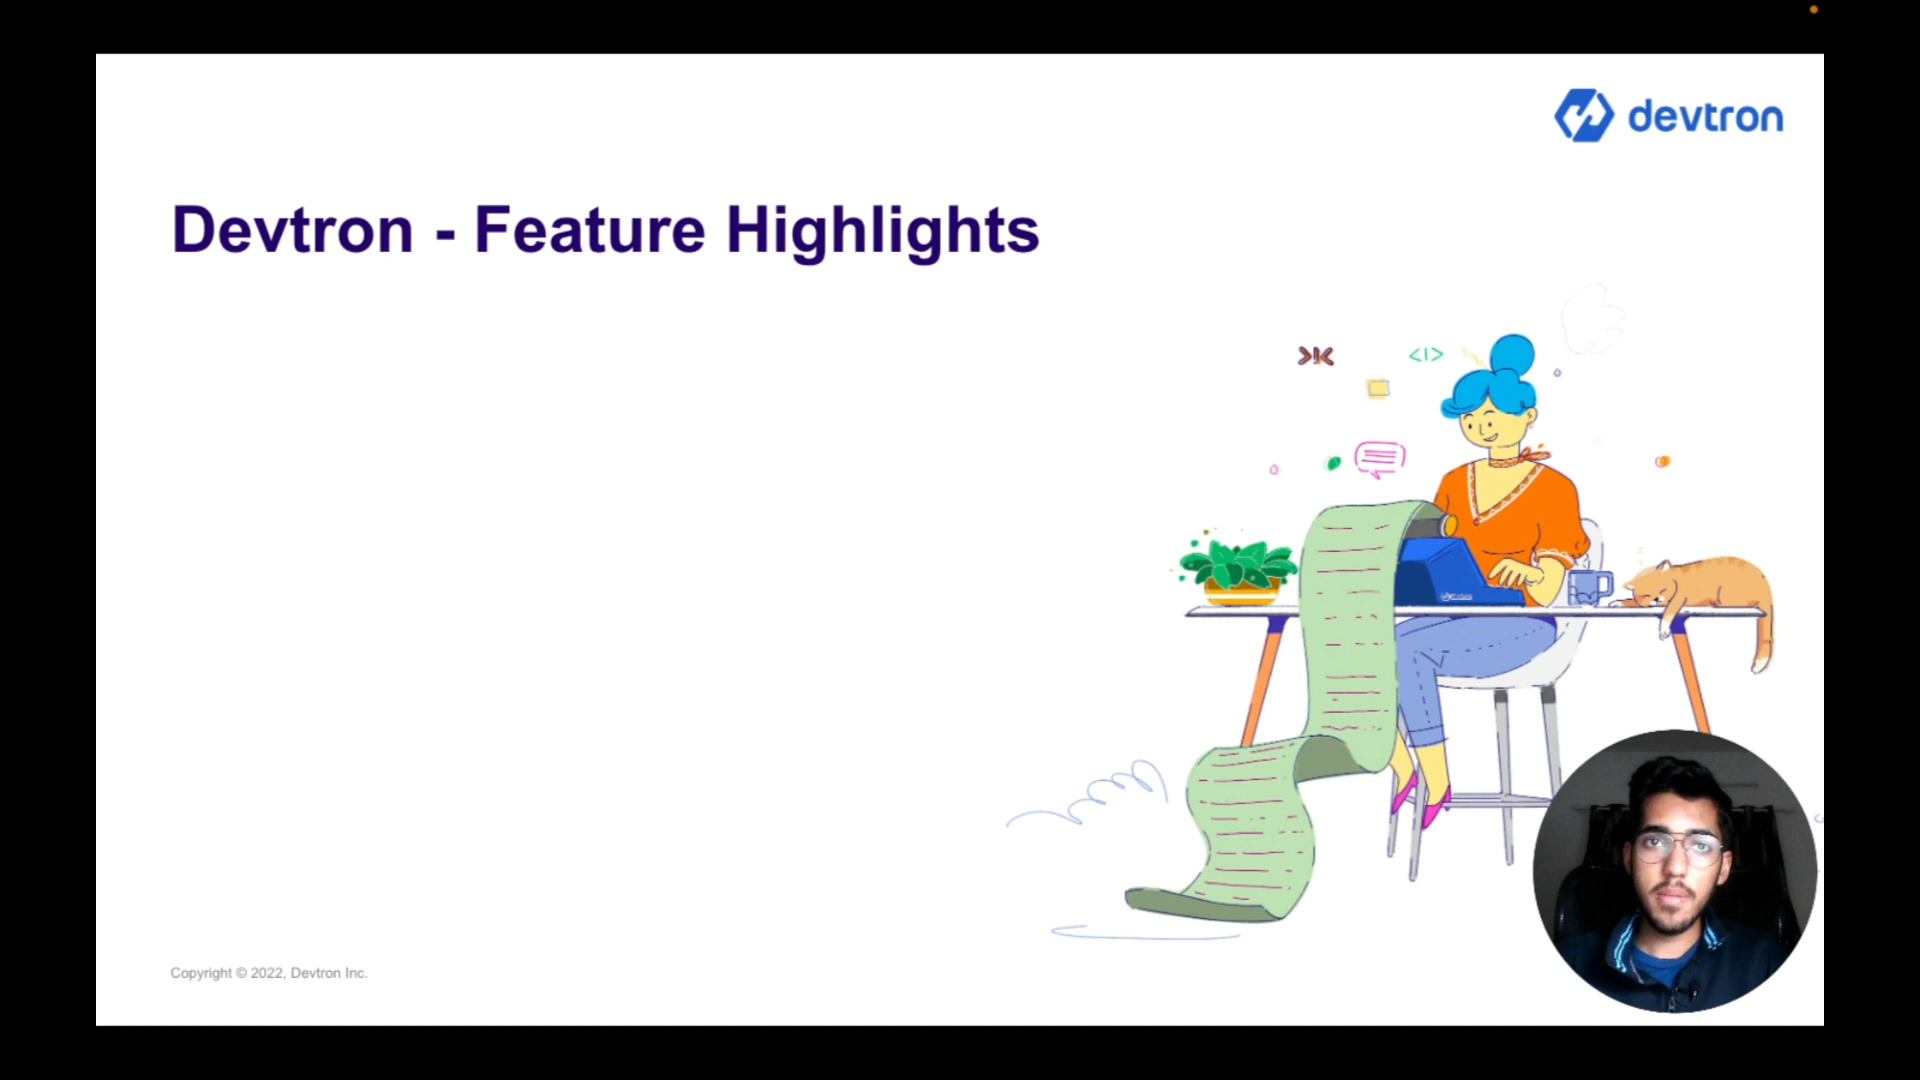 devtron
Devtron - Feature Highlights
Copyright © 2022, Devtron Inc.